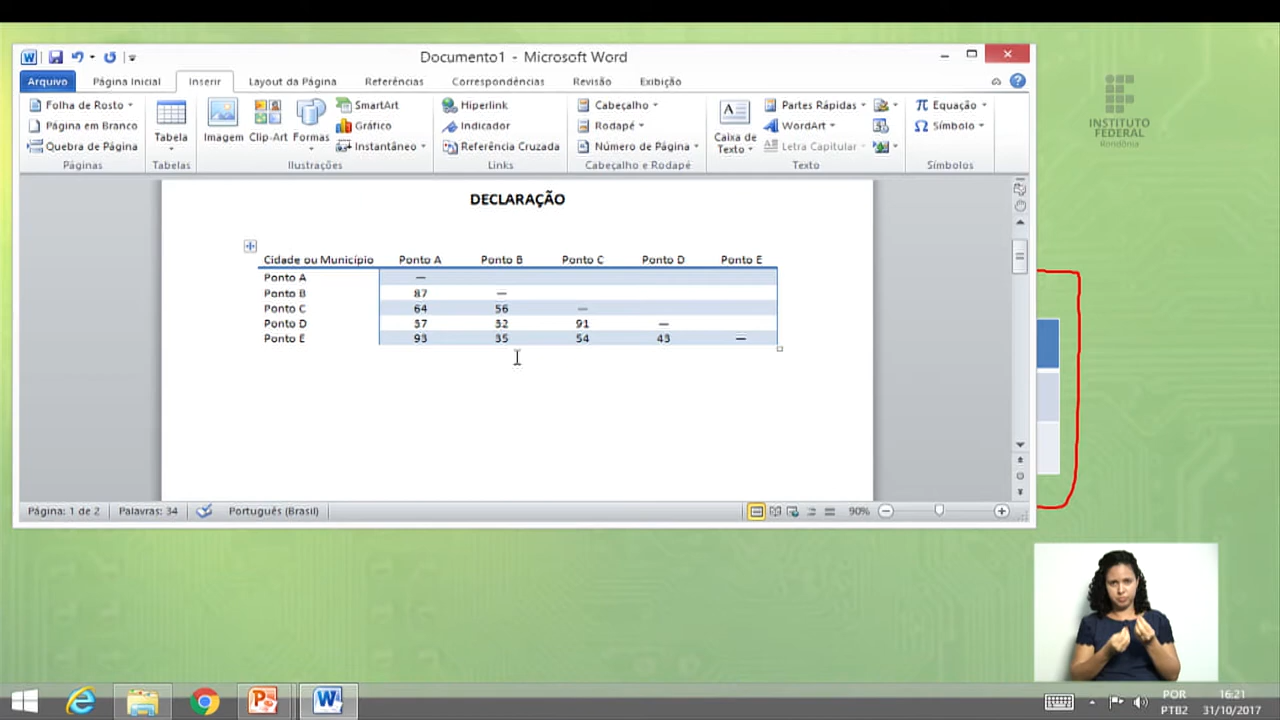 Documento1 - Microsoft Word
Arquivo Página Inicial Inserir Layout da Página Referências Correspondências Revisão Exibição
Folha de Rosto
Página em Branco
Quebra de Página
Páginas
Tabela
Tabelas
Imagem Clip-Art Formas
SmartArt
Gráfico
Instantâneo
Ilustrações
Hiperlink
Indicador
Referência Cruzada
Links
Cabeçalho
Rodapé
Número de Página
Cabeçalho e Rodapé
Caixa de
Texto
Partes Rápidas
WordArt
Letra Capitular
Texto
π Equação
Ω Símbolo
Símbolos
INSTITUTO
FEDERAL
Rondônia
DECLARAÇÃO
Cidade ou Município Ponto A Ponto B Ponto C Ponto D Ponto E
Ponto A —
Ponto B 87 —
Ponto C 64 56 —
Ponto D 37 32 91 —
Ponto E 93 35 54 43 —
Página: 1 de 2 Palavras: 34 Português (Brasil) 90%
POR 16:21
PTB2 31/10/2017